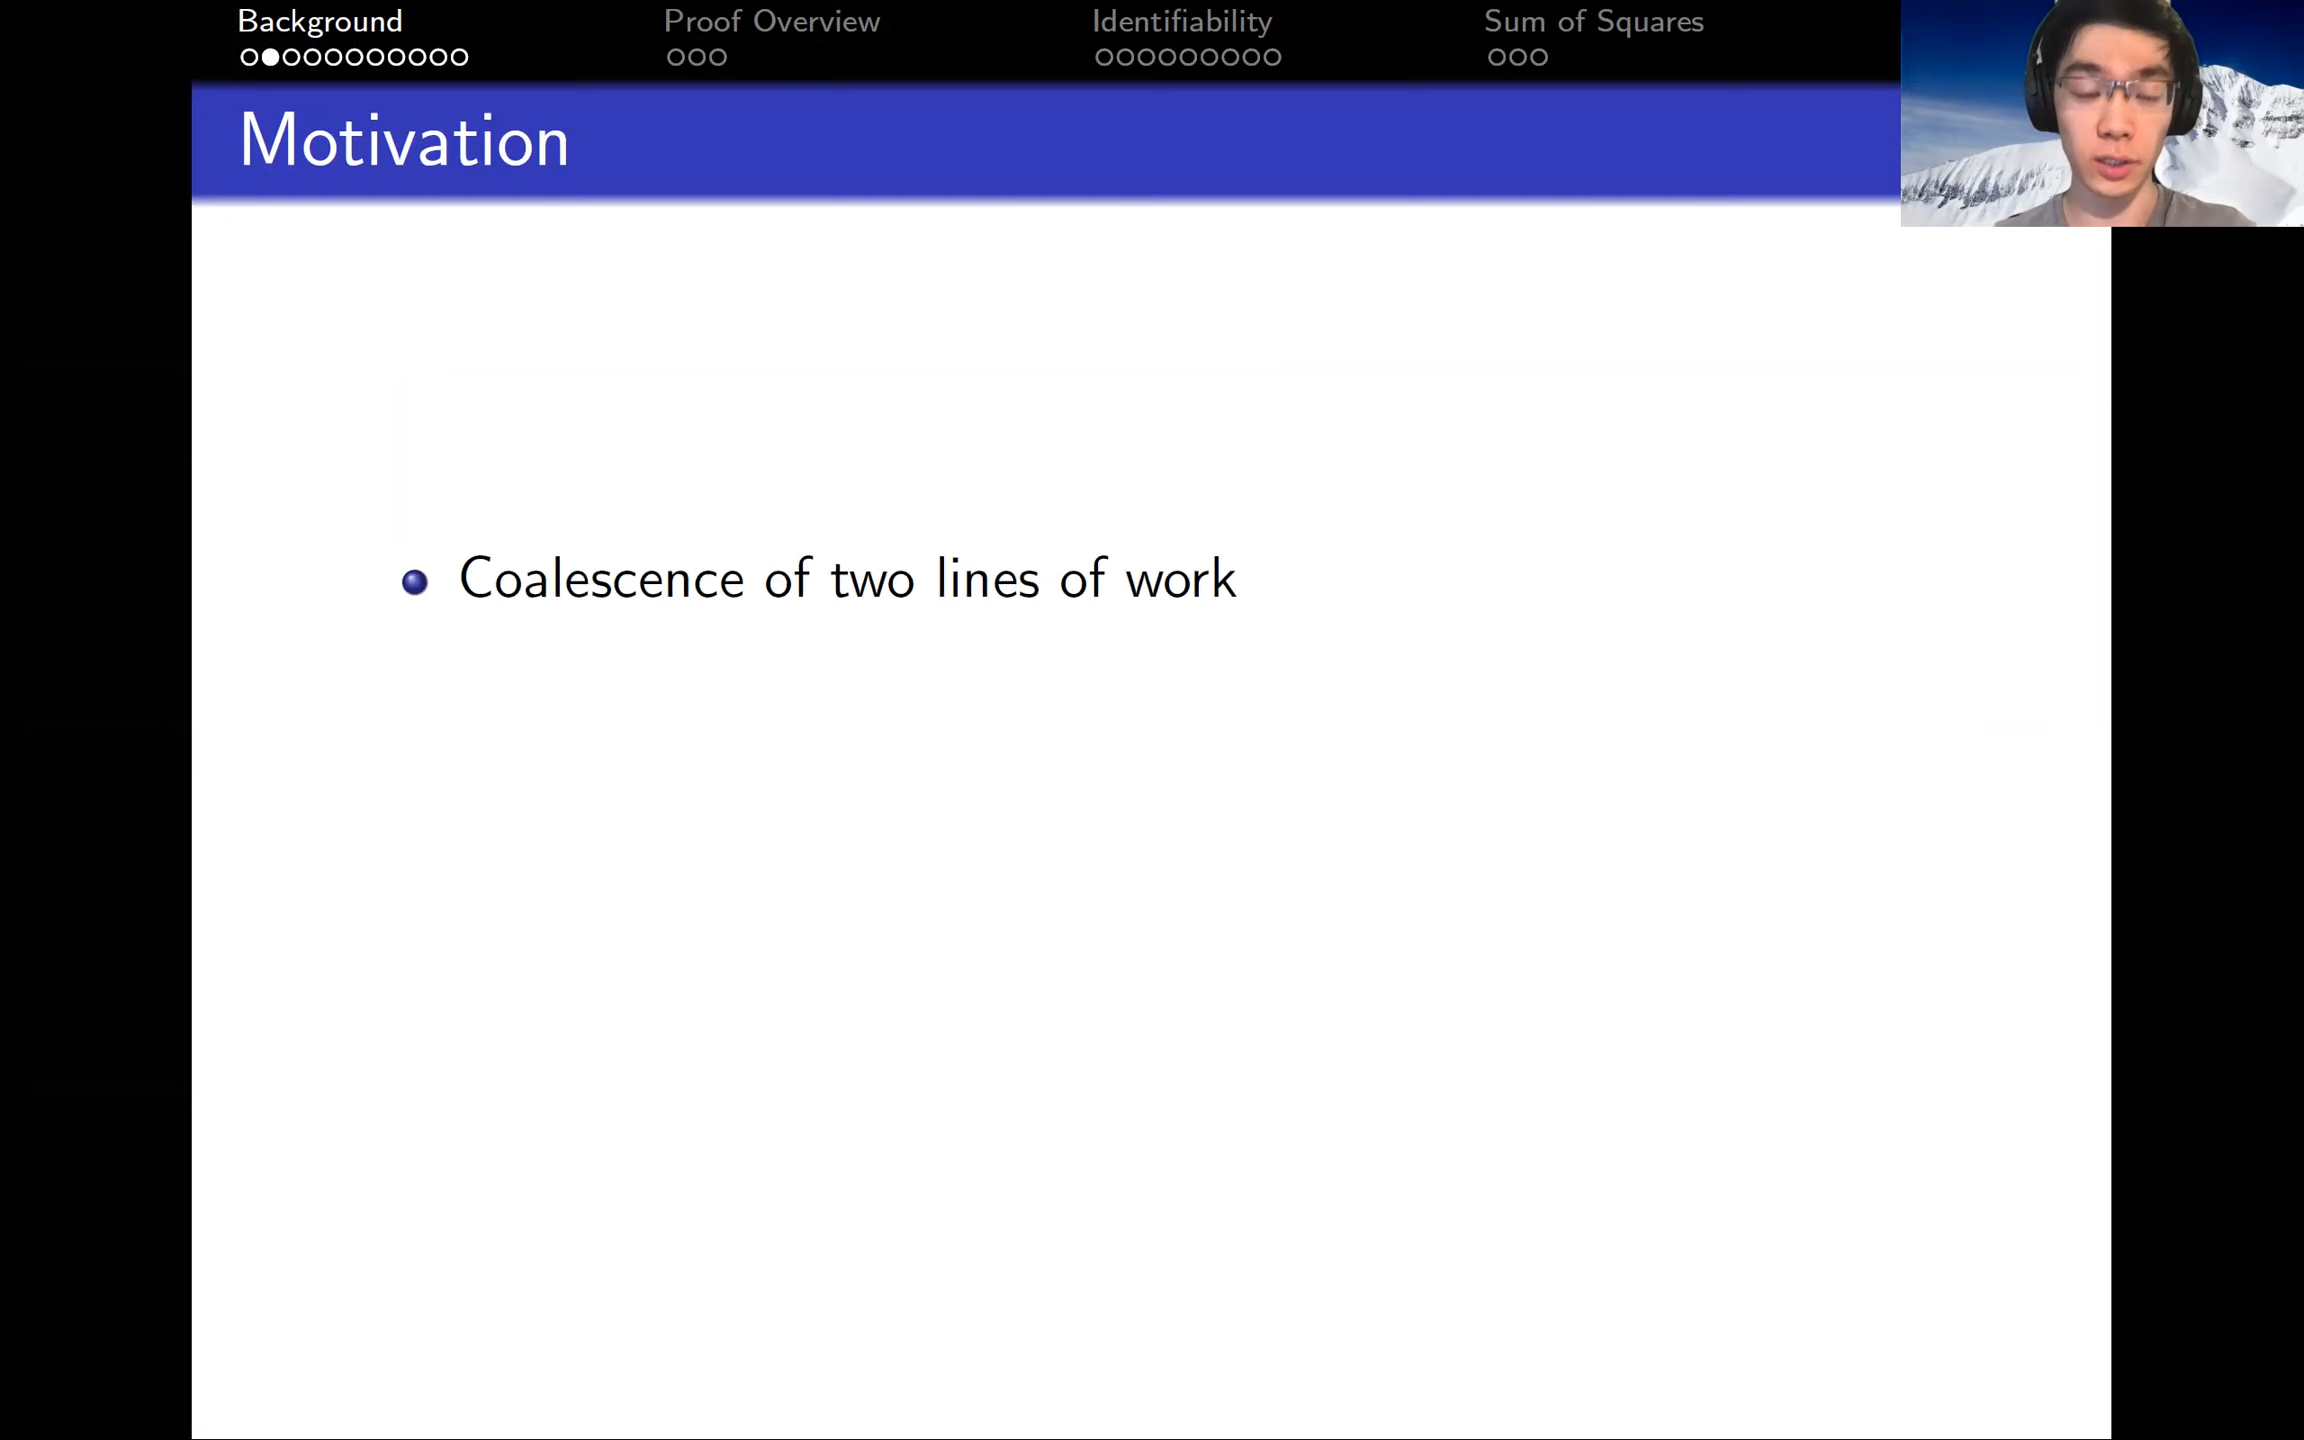 Background
Proof Overview
Identifiability
Sum of Squares
Motivation
Coalescence of two lines of work